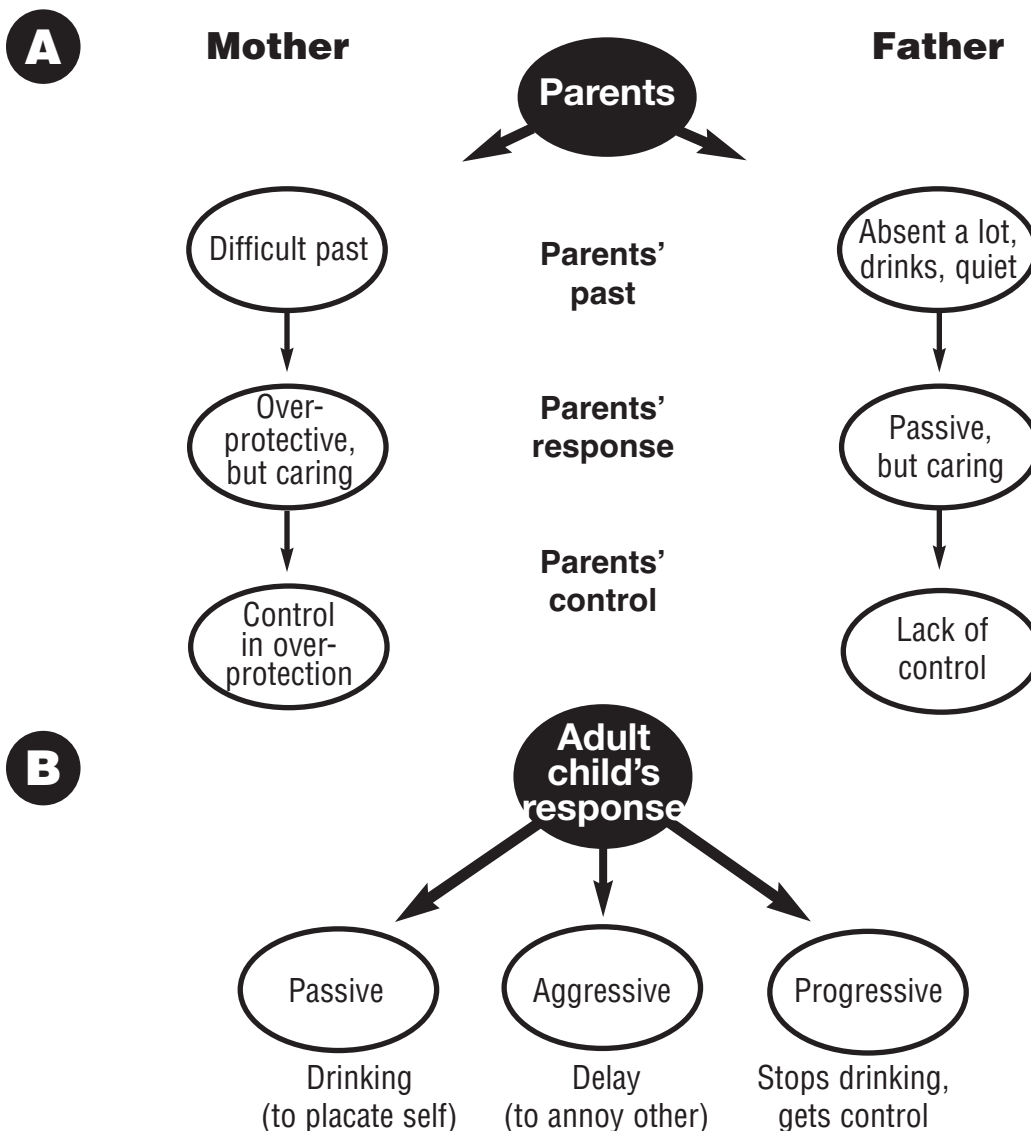 A
Mother
Father
Parents
Difficult past
Parents’
past
Absent a lot,
drinks, quiet
Over-
protective,
but caring
Parents’
response
Passive,
but caring
Control
in over-
protection
Parents’
control
Lack of
control
B
Adult
child's
response
Passive
Aggressive
Progressive
Drinking
(to placate self)
Delay
(to annoy other)
Stops drinking,
gets control